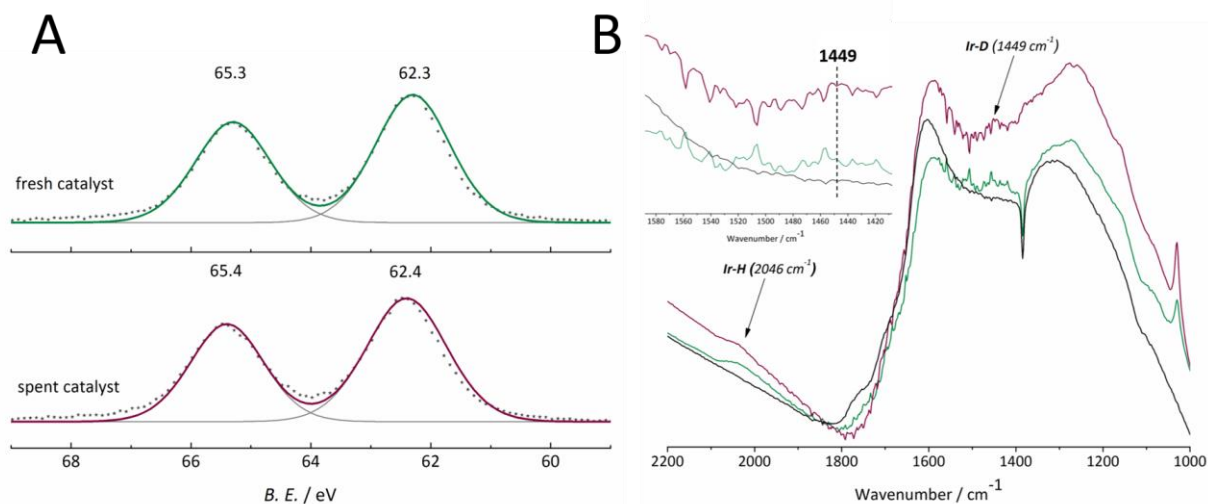 A
65.3
62.3
fresh catalyst
65.4
62.4
spent catalyst
68
66
64
62
60
B. E. / eV
B
1449
1580
1560
1540
1520
1500
1480
1460
1440
1420
Wavenumber / cm⁻¹
Ir-D (1449 cm⁻¹)
Ir-H (2046 cm⁻¹)
2200
2000
1800
1600
1400
1200
1000
Wavenumber / cm⁻¹